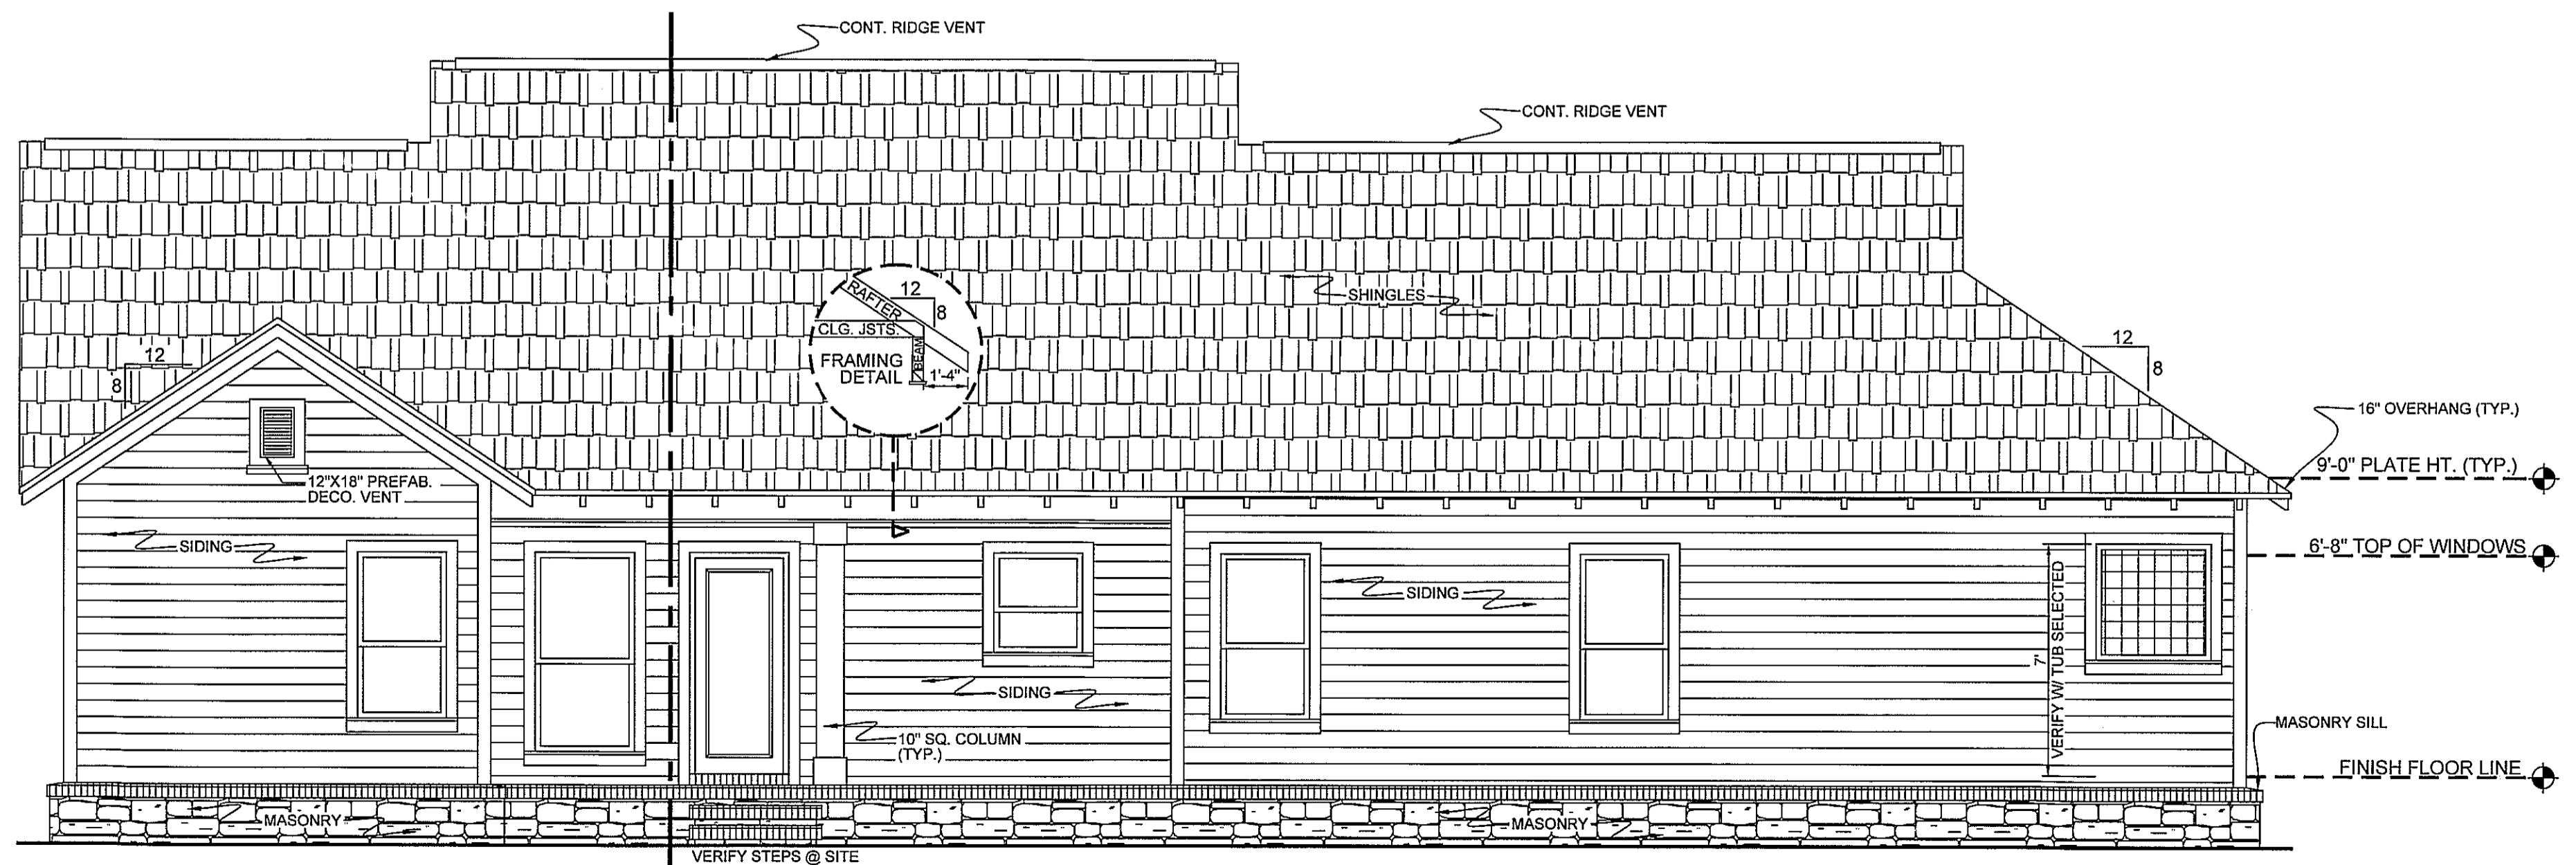 CONT. RIDGE VENT
CONT. RIDGE VENT
RAFTER
12
8
CLG. JSTS.
BEAM
FRAMING
DETAIL
1'-4"
SHINGLES
12
8
12
8
16" OVERHANG (TYP.)
9'-0" PLATE HT. (TYP.)
12"X18" PREFAB.
DECO. VENT
6'-8" TOP OF WINDOWS
SIDING
SIDING
SIDING
7'
VERIFY W/ TUB SELECTED
10" SQ. COLUMN
(TYP.)
MASONRY SILL
FINISH FLOOR LINE
MASONRY
MASONRY
VERIFY STEPS @ SITE